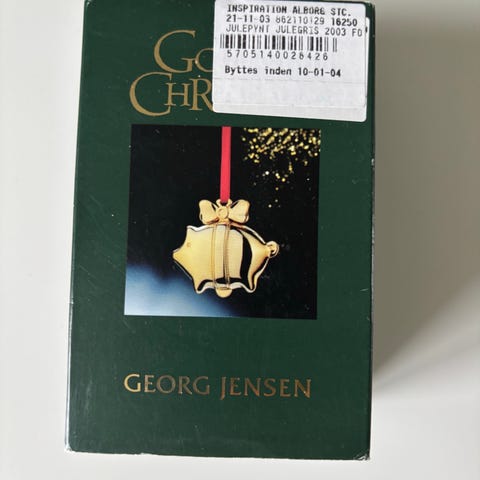 INSPIRATION ALBORG STC.
21-11-03 862110129 16250
JULEPYNT JULEGRIS 2003 FO
5705140028426
Byttes inden 10-01-04
GEORG JENSEN